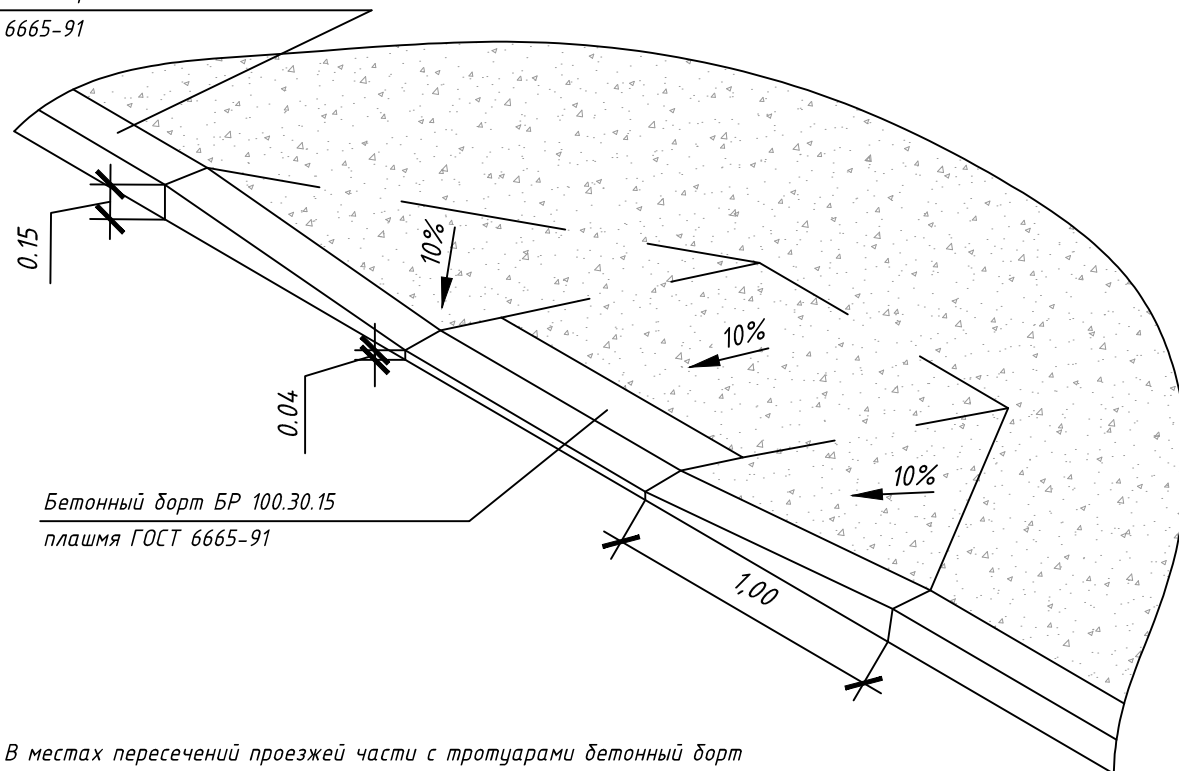 6665-91
0.15
10%
10%
0.04
10%
Бетонный борт БР 100.30.15
плашмя ГОСТ 6665-91
1,00
В местах пересечений проезжей части с тротуарами бетонный борт